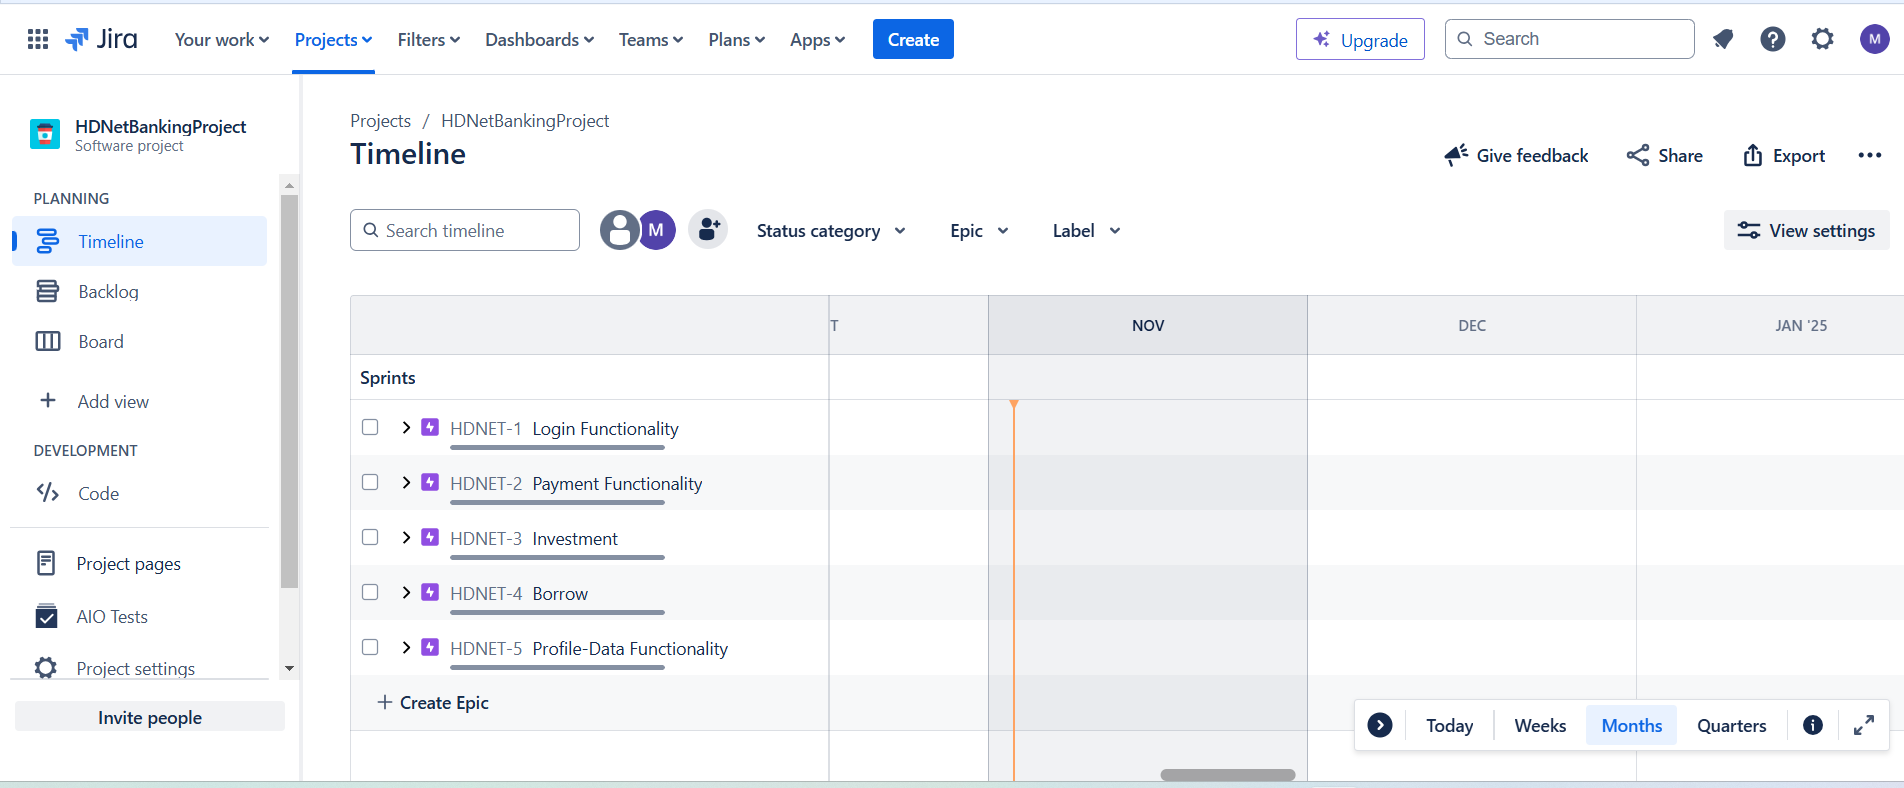 Jira Your work Projects Filters Dashboards Teams Plans Apps Create Upgrade Search M
HDNetBankingProject
Software project
PLANNING
Timeline
Backlog
Board
Add view
DEVELOPMENT
Code
Project pages
AIO Tests
Project settings
Invite people
Projects / HDNetBankingProject
Timeline
Give feedback Share Export
Search timeline M Status category Epic Label View settings
T NOV DEC JAN '25
Sprints
HDNET-1 Login Functionality
HDNET-2 Payment Functionality
HDNET-3 Investment
HDNET-4 Borrow
HDNET-5 Profile-Data Functionality
+ Create Epic
Today Weeks Months Quarters